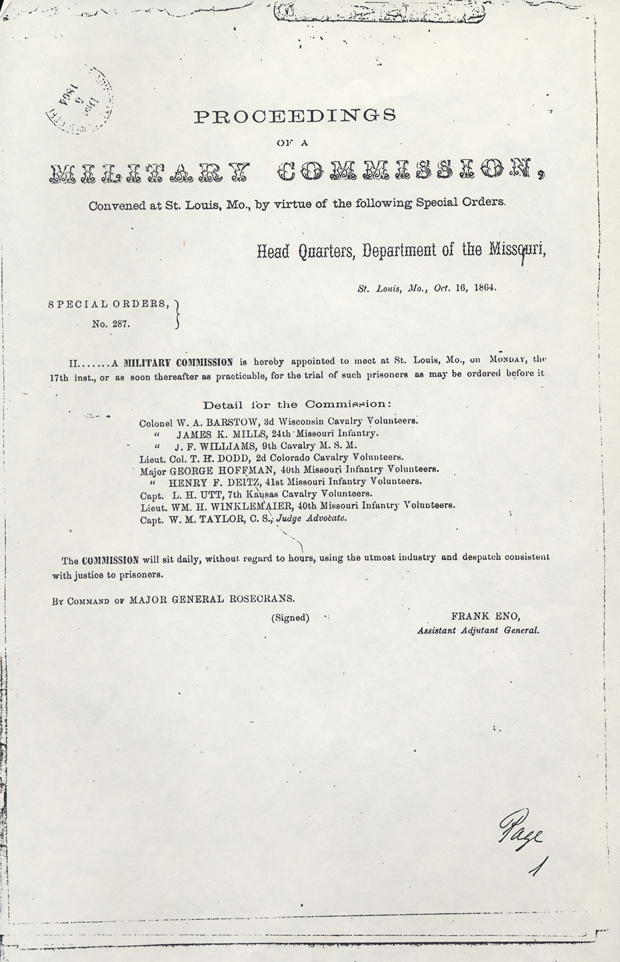 Dec
5
1864
PROCEEDINGS
OF A
MILITARY COMMISSION,
Convened at St. Louis, Mo., by virtue of the following Special Orders.
Head Quarters, Department of the Missouri,
St. Louis, Mo., Oct. 16, 1864.
SPECIAL ORDERS, }
No. 287.
II.......A MILITARY COMMISSION is hereby appointed to meet at St. Louis, Mo., on MONDAY, the
17th inst., or as soon thereafter as practicable, for the trial of such prisoners as may be ordered before it
Detail for the Commission:
Colonel W. A. BARSTOW, 3d Wisconsin Cavalry Volunteers.
" JAMES K. MILLS, 24th Missouri Infantry.
" J. F. WILLIAMS, 9th Cavalry M. S. M.
Lieut. Col. T. H. DODD, 2d Colorado Cavalry Volunteers.
Major GEORGE HOFFMAN, 40th Missouri Infantry Volunteers.
" HENRY F. DEITZ, 41st Missouri Infantry Volunteers.
Capt. L. H. UTT, 7th Kansas Cavalry Volunteers.
Lieut. WM. H. WINKLEMAIER, 40th Missouri Infantry Volunteers.
Capt. W. M. TAYLOR, C. S., Judge Advocate.
The COMMISSION will sit daily, without regard to hours, using the utmost industry and despatch consistent
with justice to prisoners.
BY COMMAND OF MAJOR GENERAL ROSECRANS.
(Signed) FRANK ENO,
Assistant Adjutant General.
Page
1